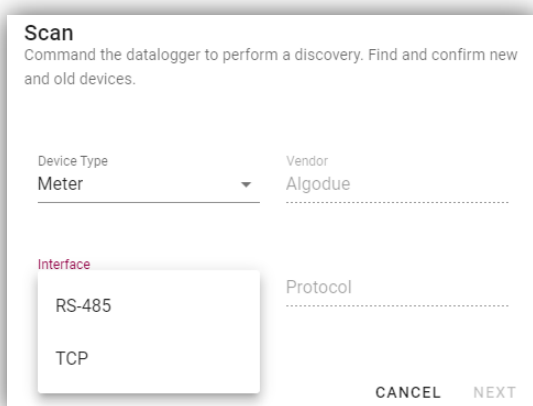 Scan
Command the datalogger to perform a discovery. Find and confirm new
and old devices.
Device Type
Meter
Vendor
Algodue
Interface
RS-485
TCP
Protocol
CANCEL
NEXT